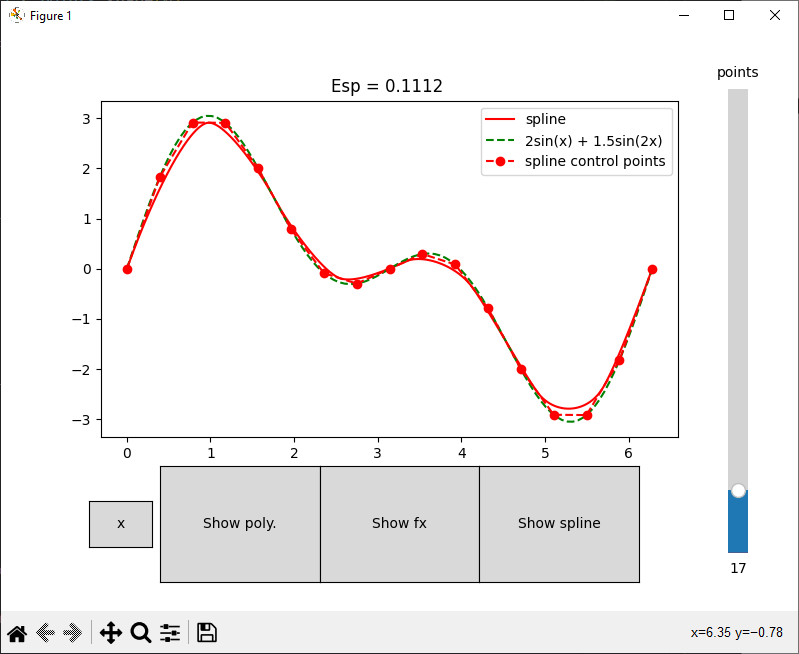 Figure 1
points
Esp = 0.1112
spline
2sin(x) + 1.5sin(2x)
spline control points
3
2
1
0
−1
−2
−3
0 1 2 3 4 5 6
x Show poly. Show fx Show spline
17
x=6.35 y=−0.78